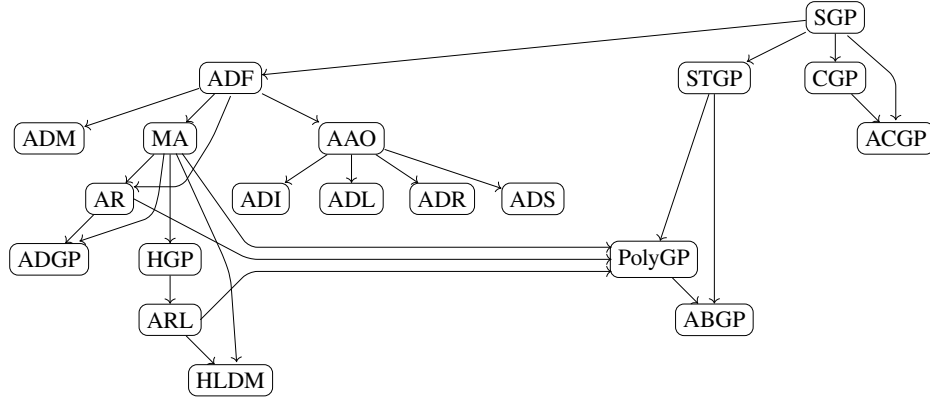 SGP
ADF
STGP
CGP
ADM
MA
AAO
ACGP
AR
ADI
ADL
ADR
ADS
ADGP
HGP
PolyGP
ARL
ABGP
HLDM